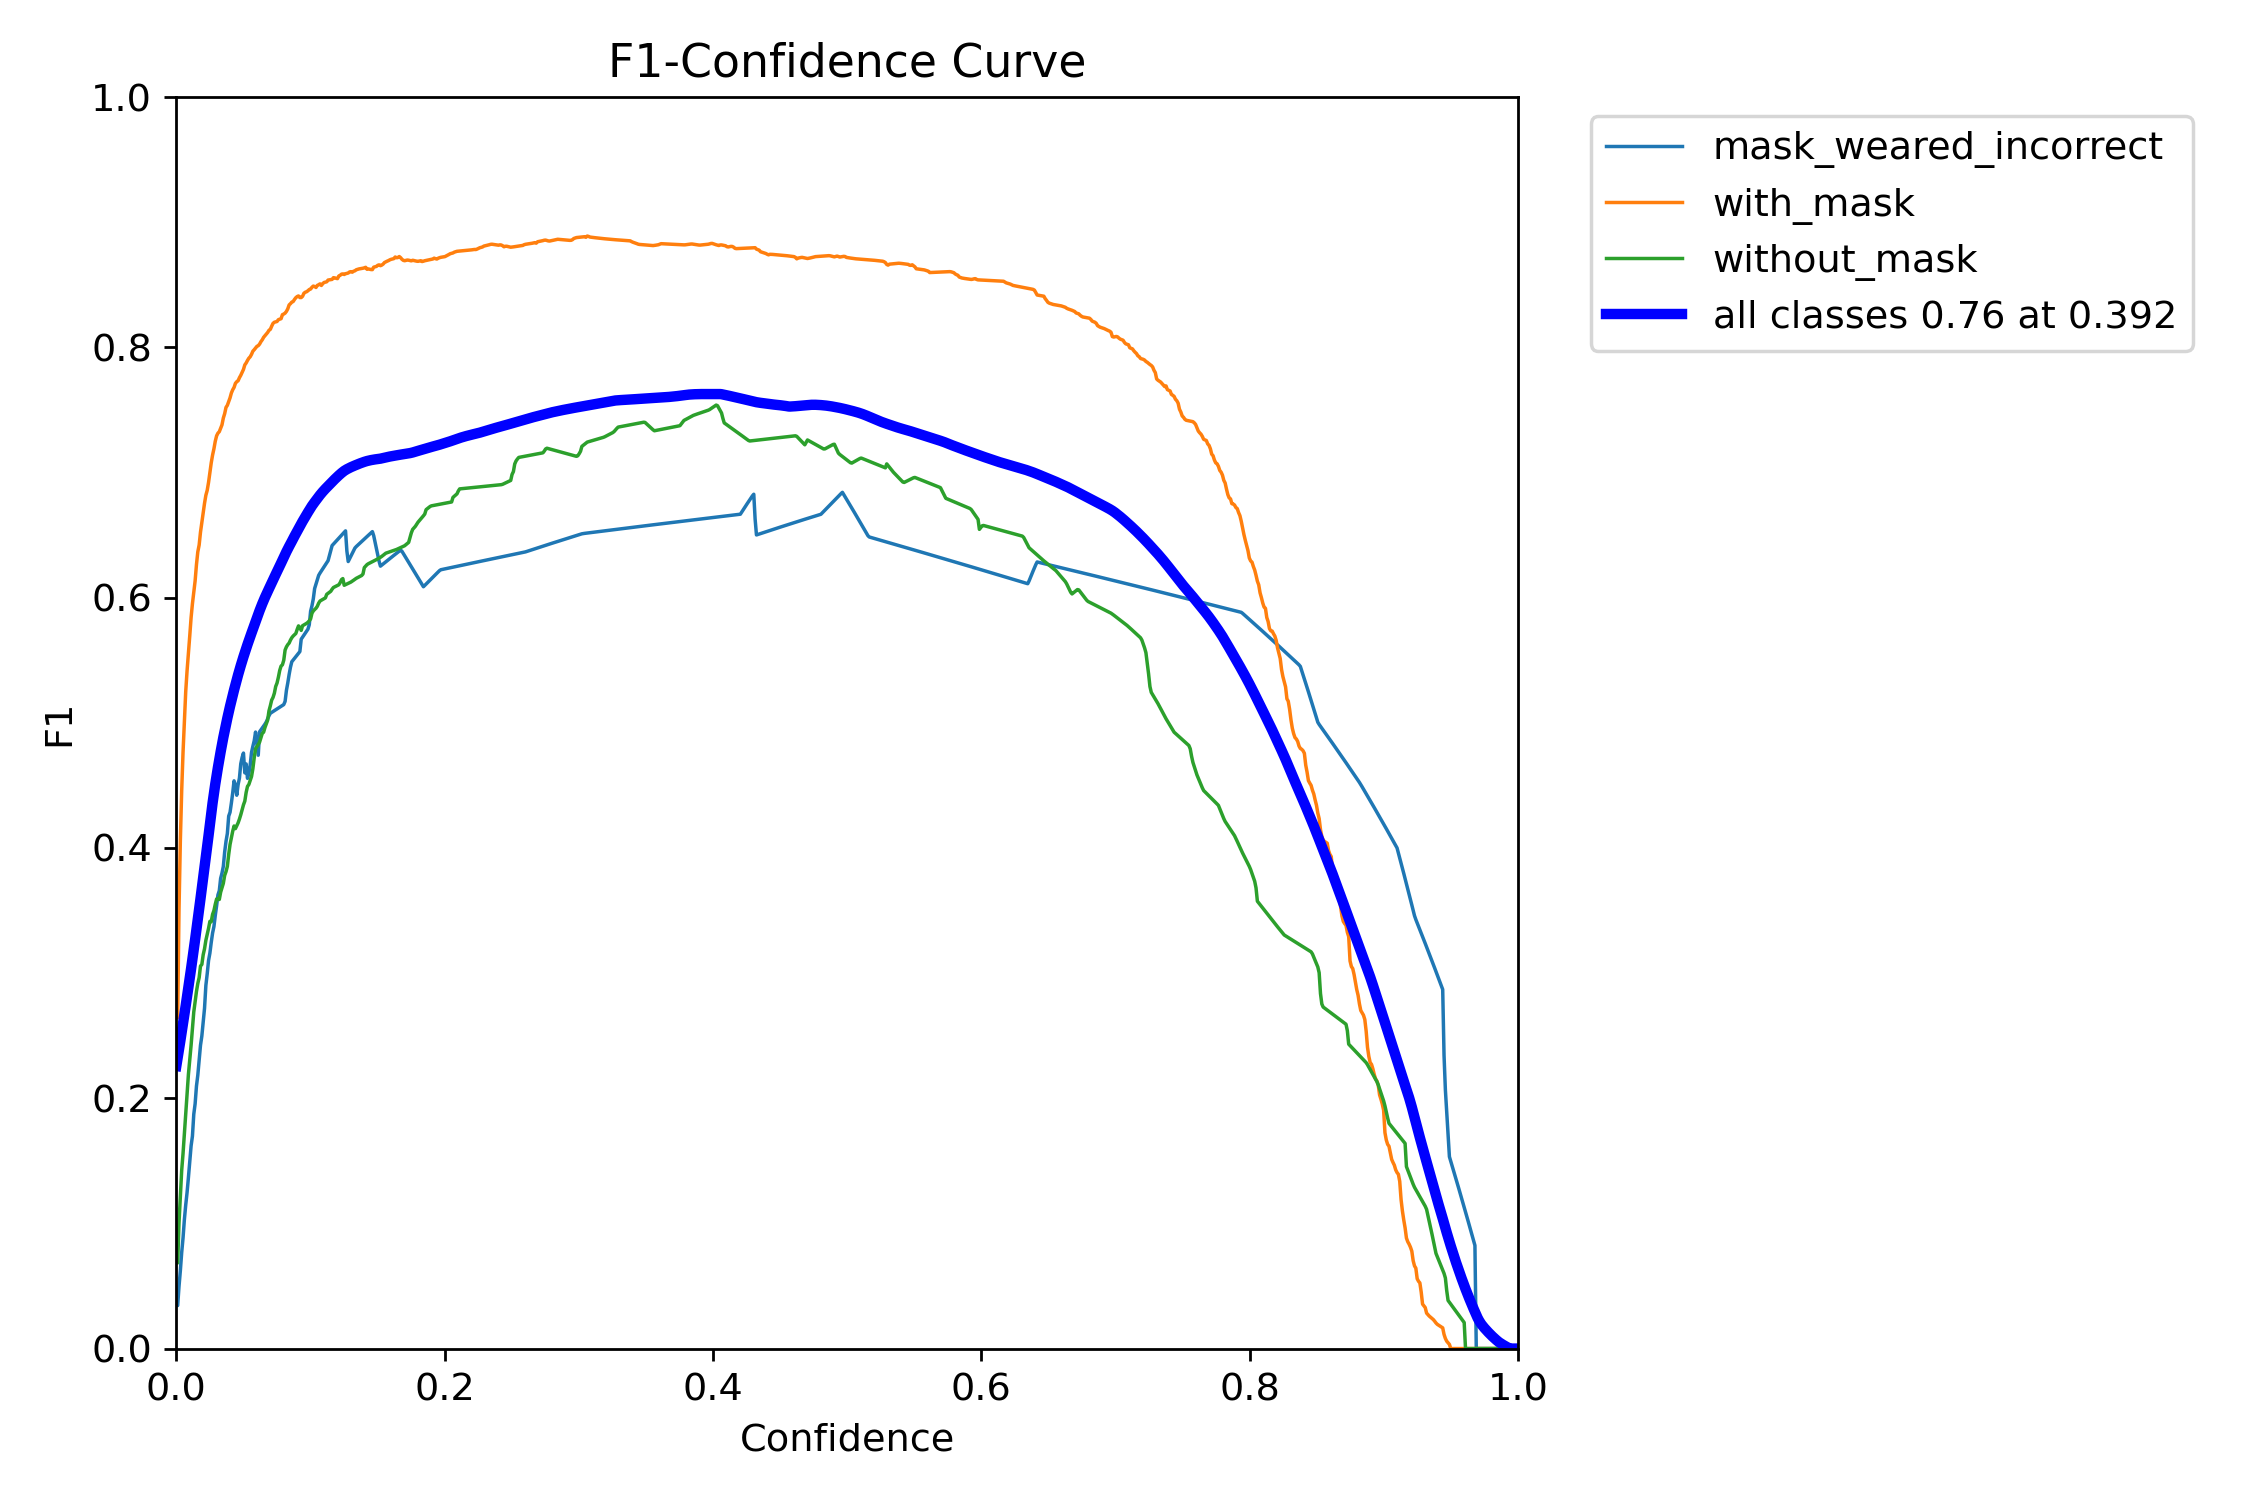 F1-Confidence Curve
1.0
0.8
0.6
0.4
0.2
0.0
F1
0.0 0.2 0.4 0.6 0.8 1.0
Confidence
mask_weared_incorrect
with_mask
without_mask
all classes 0.76 at 0.392